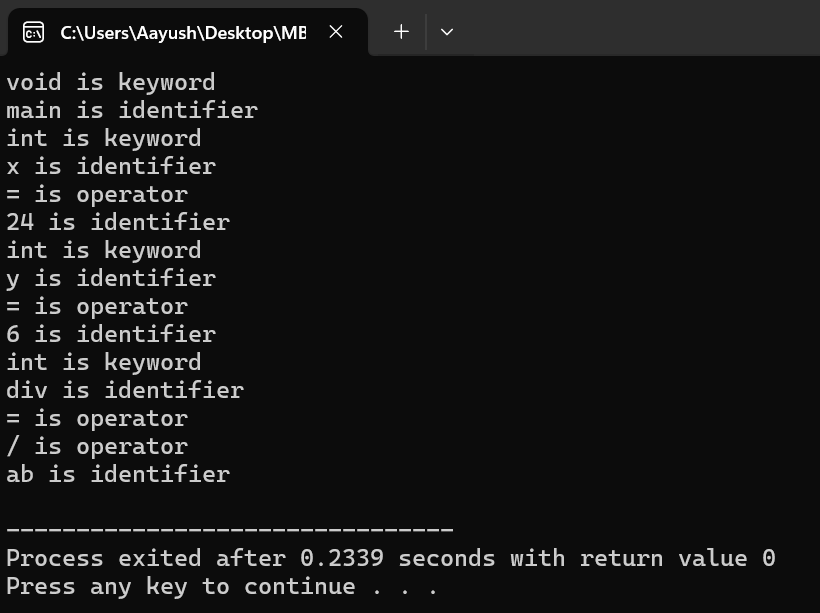 C:\Users\Aayush\Desktop\ME
void is keyword
main is identifier
int is keyword
x is identifier
= is operator
24 is identifier
int is keyword
y is identifier
= is operator
6 is identifier
int is keyword
div is identifier
= is operator
/ is operator
ab is identifier
--------------------------------
Process exited after 0.2339 seconds with return value 0
Press any key to continue . . .